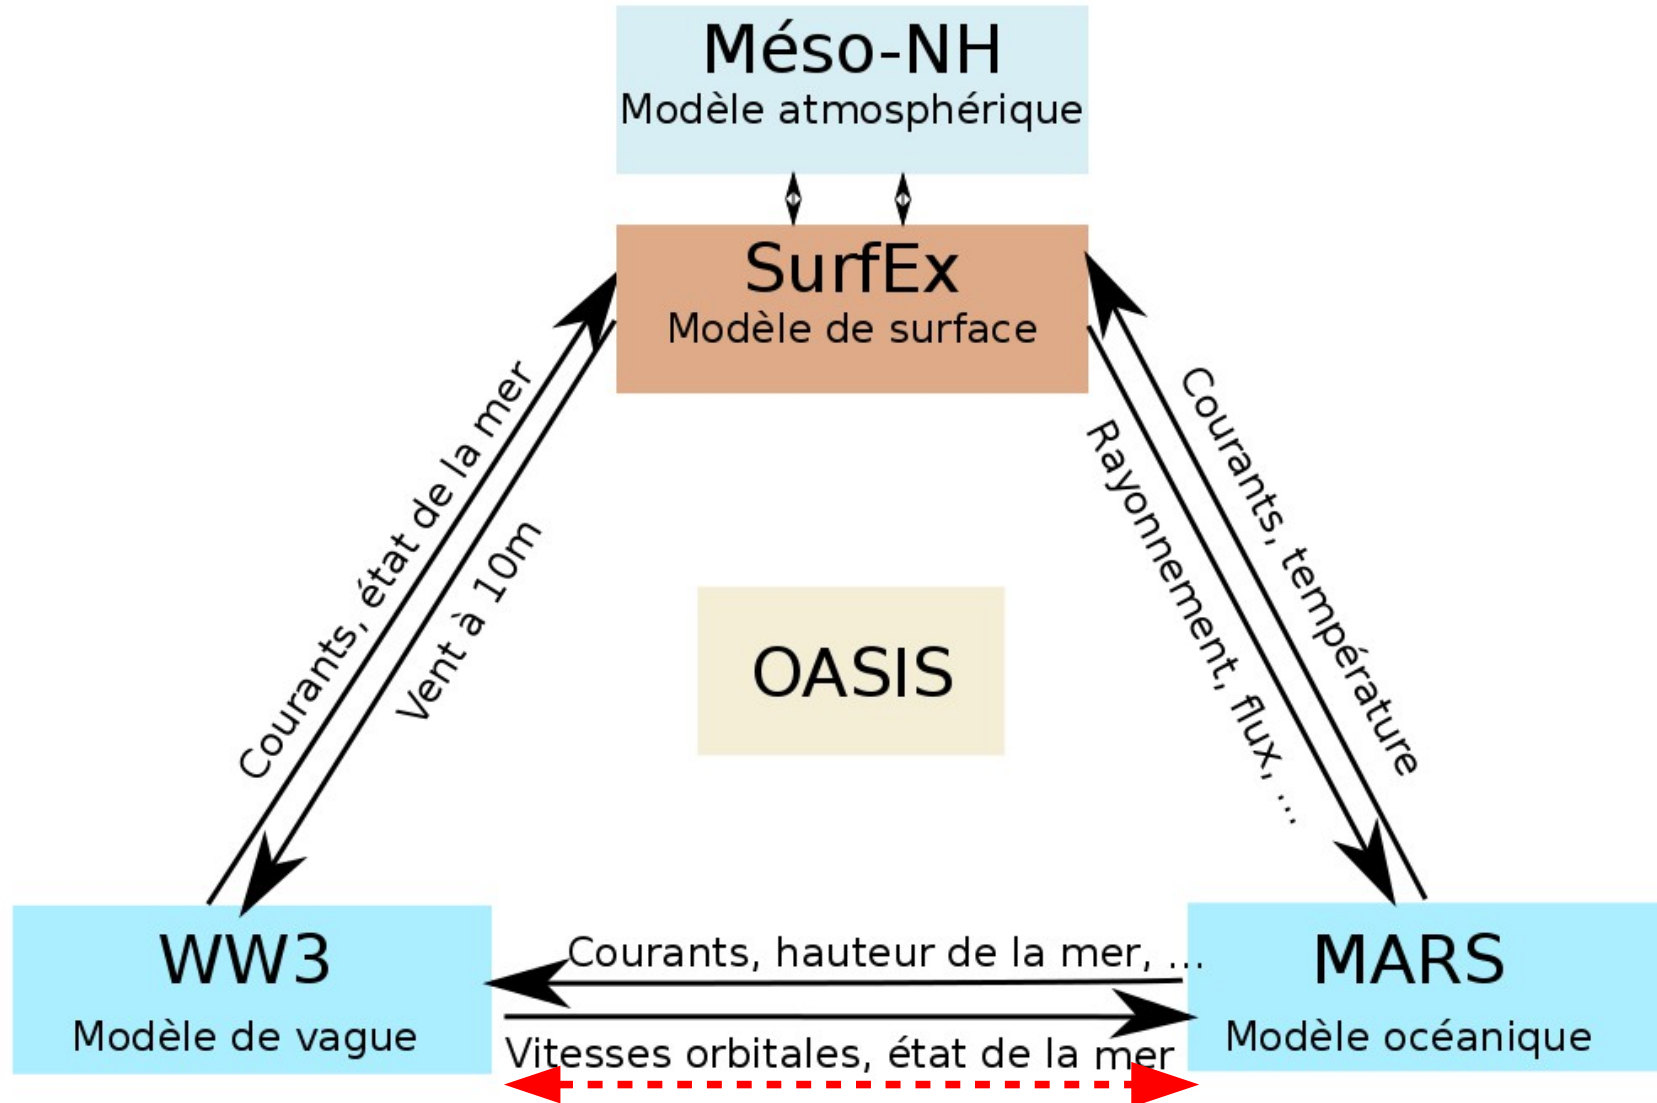 Méso-NH
Modèle atmosphérique
SurfEx
Modèle de surface
Courants, état de la mer
Vent à 10m
Courants, température
Rayonnement, flux, ...
OASIS
WW3
Modèle de vague
Courants, hauteur de la mer, ...
Vitesses orbitales, état de la mer
MARS
Modèle océanique